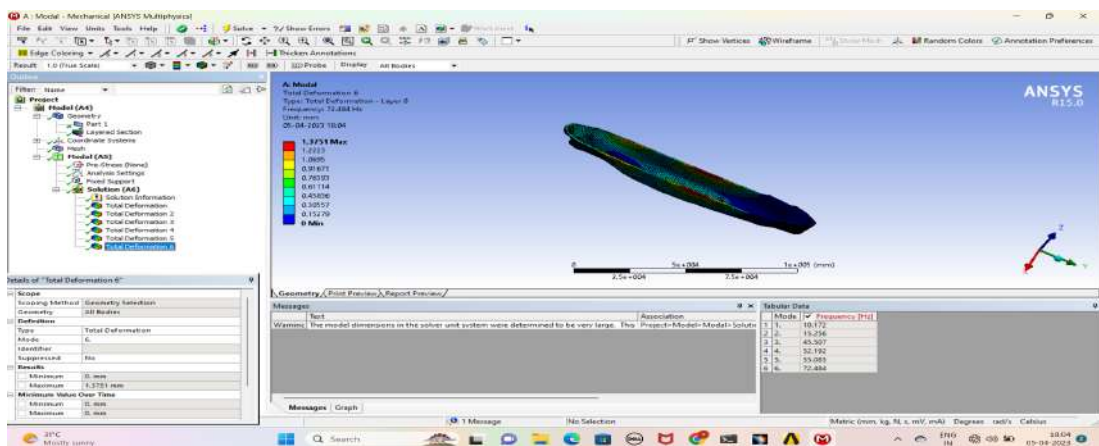 A : Modal - Mechanical [ANSYS Multiphysics]
File Edit View Units Tools Help Solve ?/ Show Errors
Show Vertices Wireframe Random Colors Annotation Preferences
Edge Coloring Thicken Annotations
Result 1.0 (True Scale) Probe Display All Bodies
Outline
Filter: Name
Project
Model (A4)
Geometry
Part 1
Layered Section
Coordinate Systems
Mesh
Modal (A5)
Pre-Stress (None)
Analysis Settings
Fixed Support
Solution (A6)
Solution Information
Total Deformation
Total Deformation 2
Total Deformation 3
Total Deformation 4
Total Deformation 5
Total Deformation 6
A: Modal
Total Deformation 6
Type: Total Deformation - Layer 0
Frequency: 72.484 Hz
Unit: mm
05-04-2023 18:04
1.3751 Max
1.2223
1.0695
0.91671
0.76393
0.61114
0.45836
0.30557
0.15279
0 Min
ANSYS
R15.0
0 5e+004 1e+005 (mm)
2.5e+004 7.5e+004
Geometry Print Preview Report Preview
Details of "Total Deformation 6"
Scope
Scoping Method Geometry Selection
Geometry All Bodies
Definition
Type Total Deformation
Mode 6.
Identifier
Suppressed No
Results
Minimum 0. mm
Maximum 1.3751 mm
Minimum Value Over Time
Minimum 0. mm
Maximum 0. mm
Messages
Text Association
Warning The model dimensions in the solver unit system were determined to be very large. This Project>Model>Modal>Solutio
Messages Graph
Tabular Data
Mode Frequency [Hz]
1 1. 10.172
2 2. 15.256
3 3. 45.507
4 4. 52.192
5 5.
6 6. 72.484
1 Message No Selection Metric (mm, kg, N, s, mV, mA) Degrees rad/s Celsius
31°C
Mostly sunny
Search
ENG
IN
18:04
05-04-2023